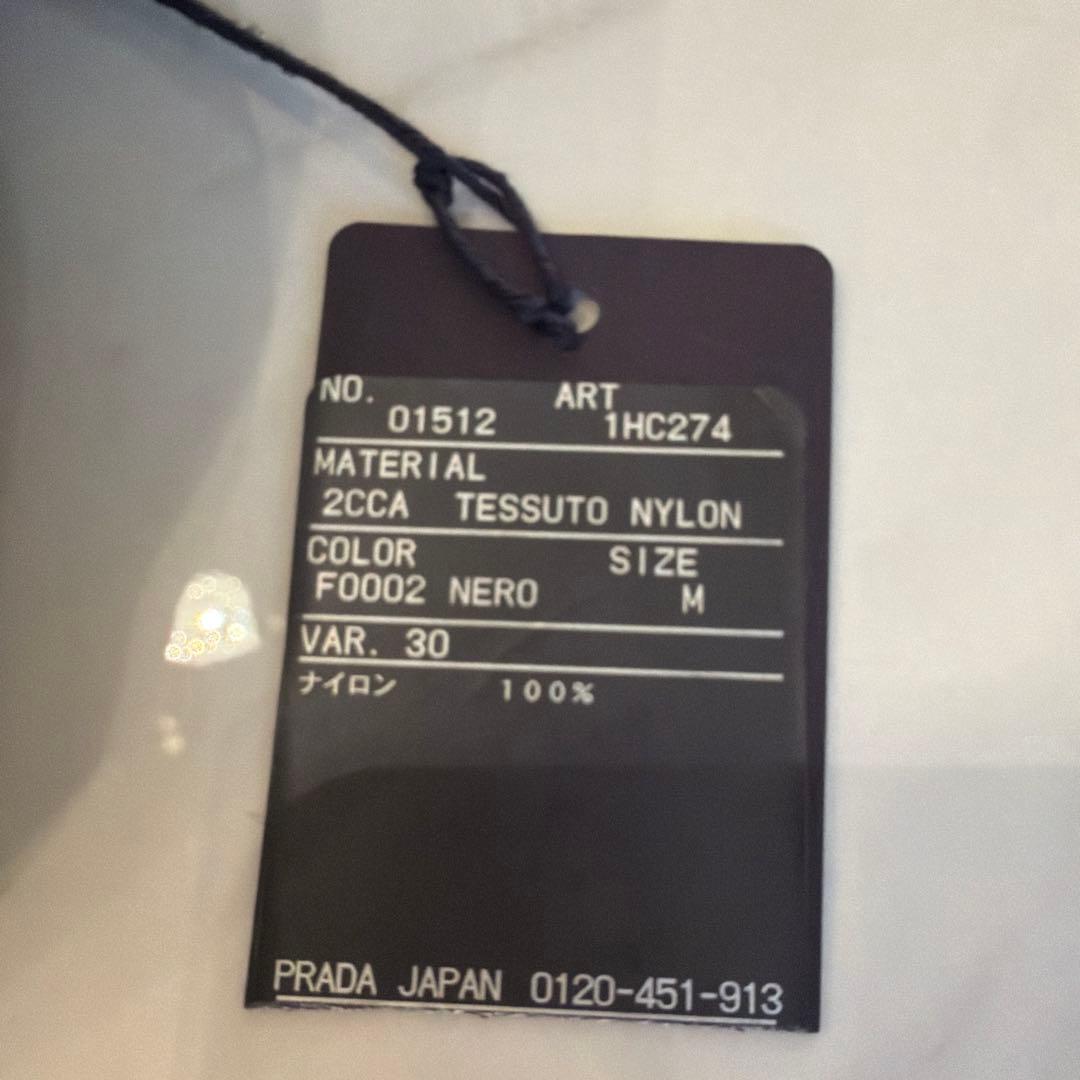 NO. ART
01512 1HC274
MATERIAL
2CCA TESSUTO NYLON
COLOR SIZE
F0002 NERO M
VAR. 30
ナイロン 100%
PRADA JAPAN 0120-451-913